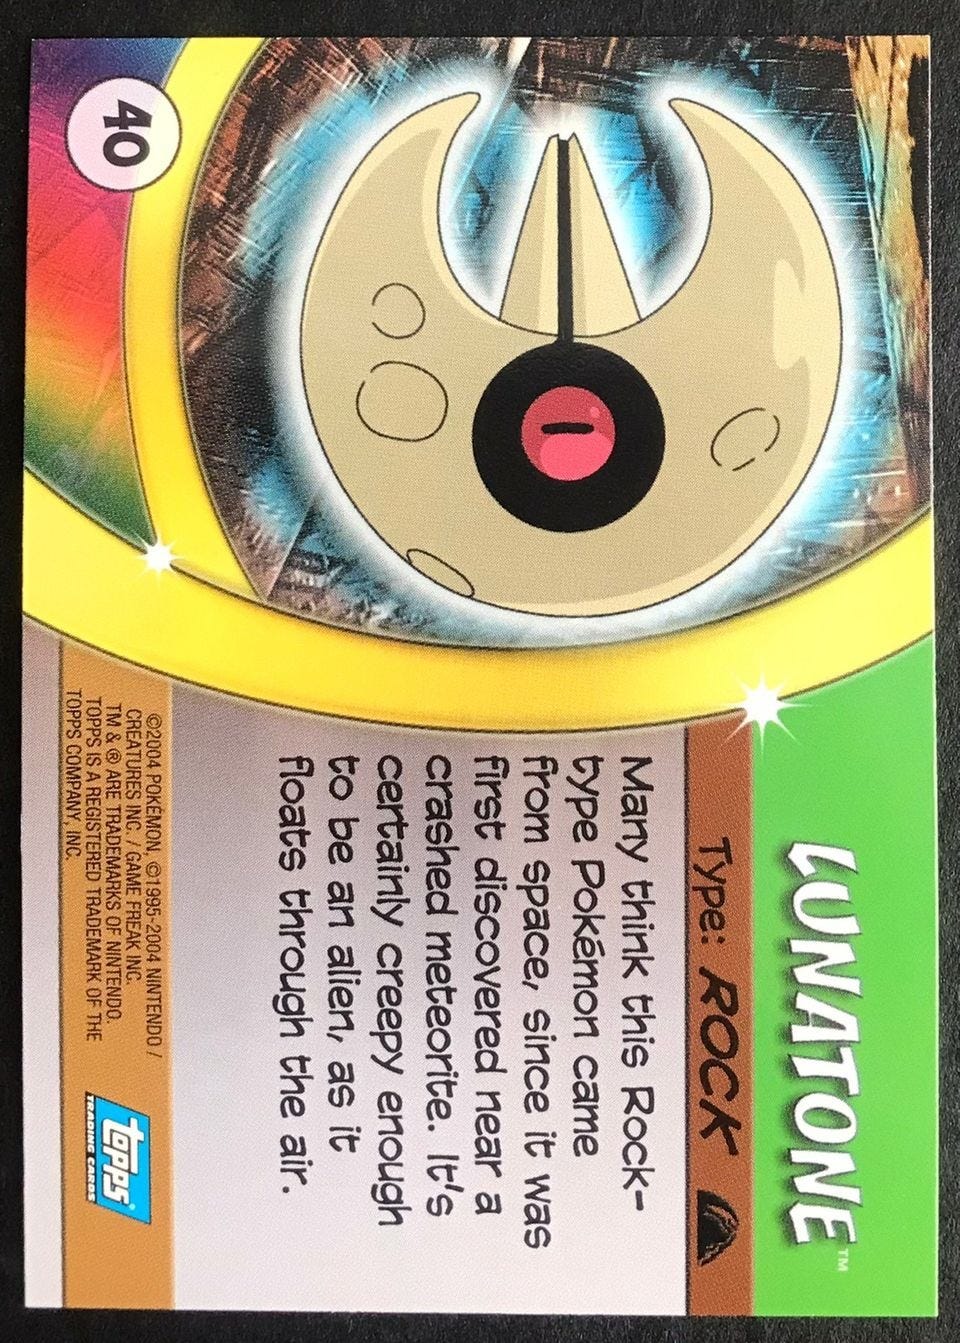 LUNATONE™
Type: ROCK
Many think this Rock-
type Pokémon came
from space, since it was
first discovered near a
crashed meteorite. It's
certainly creepy enough
to be an alien, as it
floats through the air.
40
©2004 POKÉMON, ©1995-2004 NINTENDO /
CREATURES INC. / GAME FREAK INC.
TM & ® ARE TRADEMARKS OF NINTENDO.
TOPPS IS A REGISTERED TRADEMARK OF THE
TOPPS COMPANY, INC.
topps®
TRADING CARDS